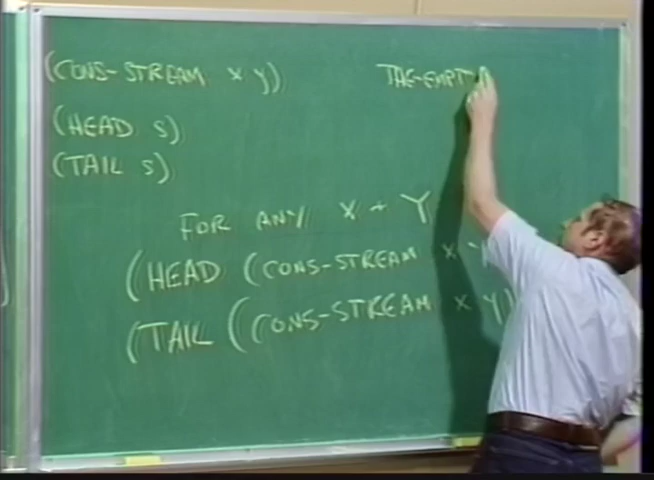 (CONS-STREAM X Y)
THE-EMPT
(HEAD S)
(TAIL S)
FOR ANY X + Y
(HEAD (CONS-STREAM X Y
(TAIL (CONS-STREAM X Y)